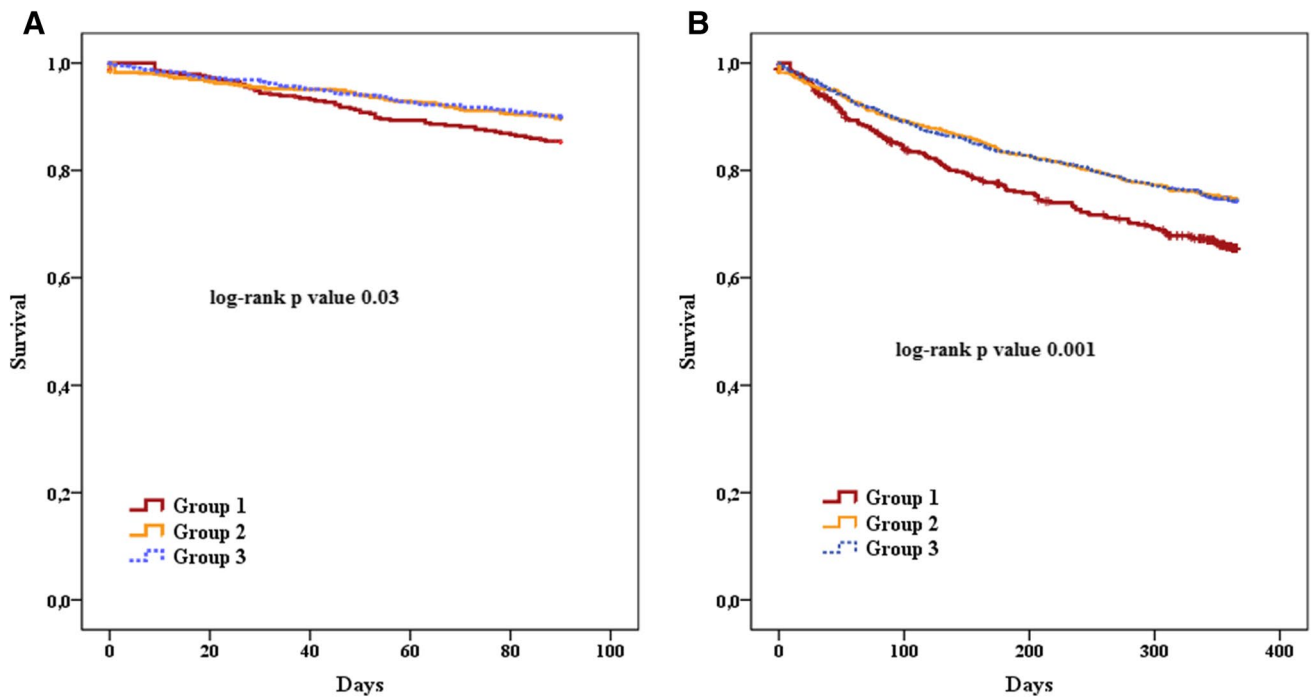 A
1,0
0,8
0,6
0,4
0,2
0,0
Survival
log-rank p value 0.03
Group 1
Group 2
Group 3
0 20 40 60 80 100
Days
B
1,0
0,8
0,6
0,4
0,2
0,0
Survival
log-rank p value 0.001
Group 1
Group 2
Group 3
0 100 200 300 400
Days